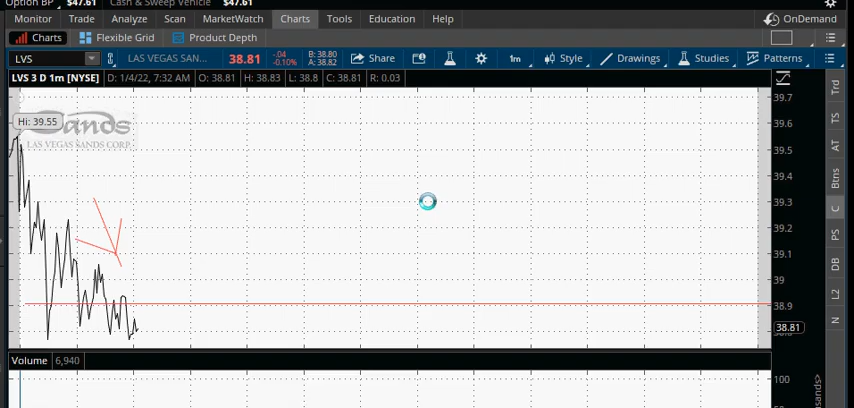 Option BP $47.61 Cash & Sweep Vehicle $47.61
Monitor Trade Analyze Scan MarketWatch Charts Tools Education Help OnDemand
Charts Flexible Grid Product Depth
LVS LAS VEGAS SAN... 38.81 -.04 -0.10% B: 38.80 A: 38.82 Share 1m Style Drawings Studies Patterns
LVS 3 D 1m [NYSE] D: 1/4/22, 7:32 AM O: 38.81 H: 38.83 L: 38.8 C: 38.81 R: 0.03
Trd
TS
AT
Btns
C
PS
DB
L2
N
Hi: 39.55
Sands
LAS VEGAS SANDS CORP.
39.7
39.6
39.5
39.4
39.3
39.2
39.1
39
38.9
38.81
Volume 6,940
100